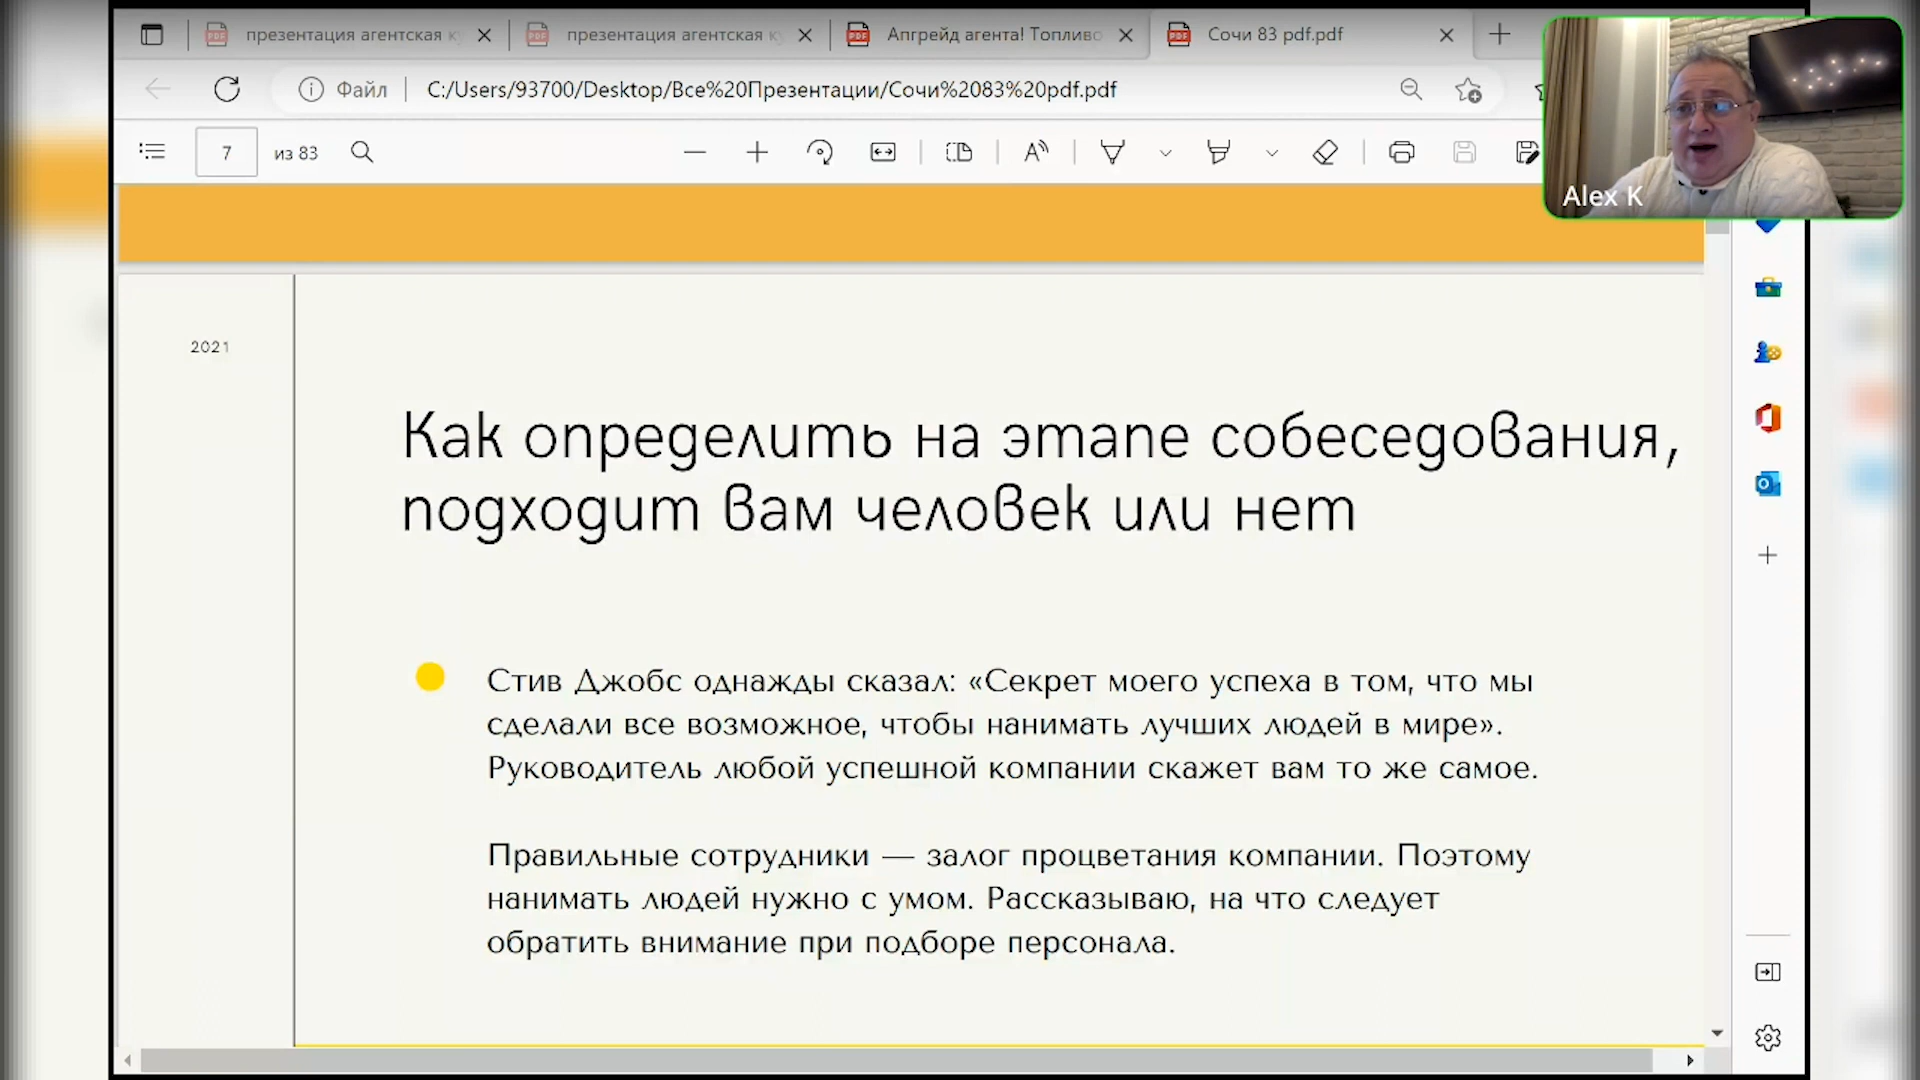 презентация агентская
презентация агентская
Апгрейд агента! Топливо
Сочи 83 pdf.pdf
Файл
C:/Users/93700/Desktop/Все%20Презентации/Сочи%2083%20pdf.pdf
7
из 83
Alex K
2021
Как определить на этапе собеседования,
подходит вам человек или нет
Стив Джобс однажды сказал: «Секрет моего успеха в том, что мы
сделали все возможное, чтобы нанимать лучших людей в мире».
Руководитель любой успешной компании скажет вам то же самое.
Правильные сотрудники — залог процветания компании. Поэтому
нанимать людей нужно с умом. Рассказываю, на что следует
обратить внимание при подборе персонала.